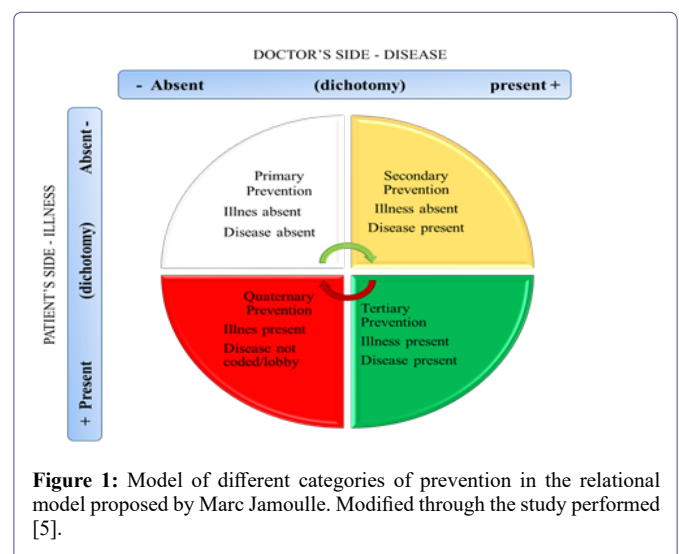 DOCTOR'S SIDE - DISEASE
- Absent (dichotomy) present +
PATIENT'S SIDE - ILLNESS
+ Present (dichotomy) Absent -
Primary
Prevention
Illnes absent
Disease absent
Secondary
Prevention
Illness absent
Disease present
Quaternary
Prevention
Illnes present
Disease not
coded/lobby
Tertiary
Prevention
Illness present
Disease present
Figure 1: Model of different categories of prevention in the relational
model proposed by Marc Jamoulle. Modified through the study performed
[5].